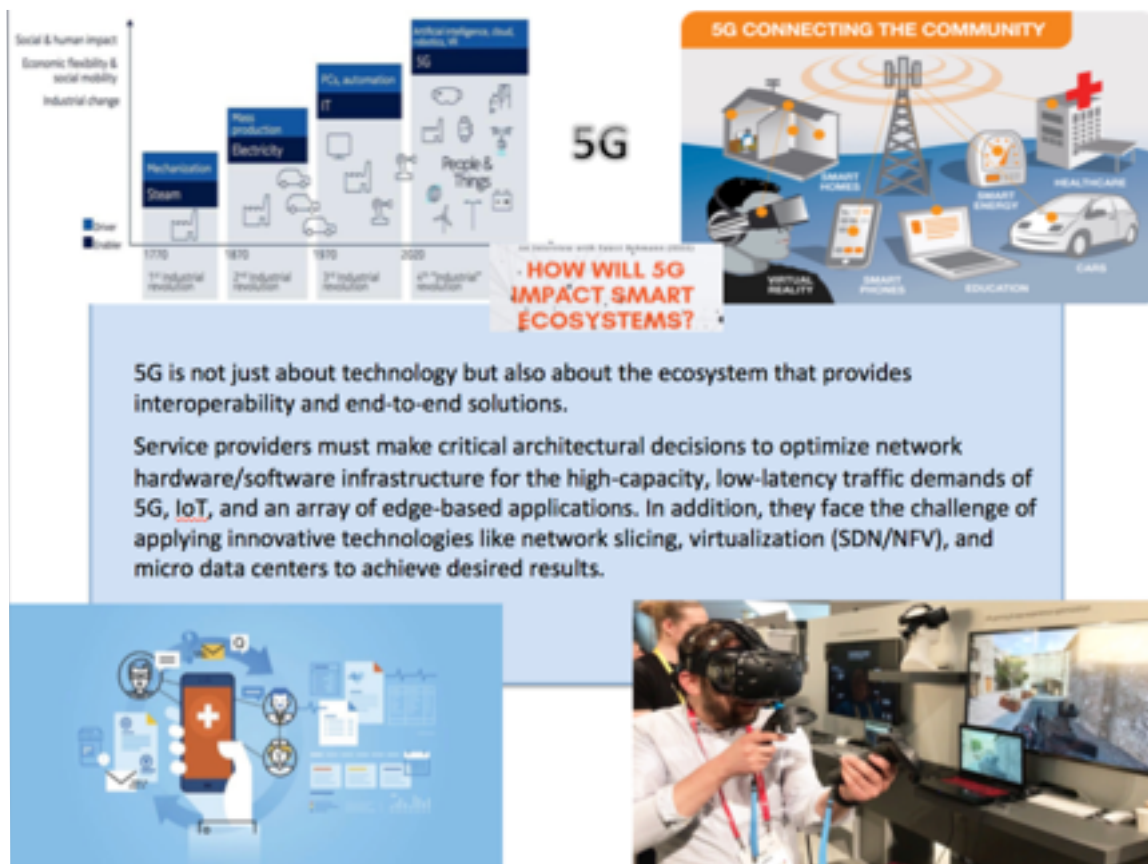 Social & human impact
Economic flexibility &
social mobility
Industrial change
Mechanization
Steam
Mass
production
Electricity
PCs, automation
IT
Artificial intelligence, cloud,
robotics, VR
5G
People &
Things
Driver
Enabler
1770
1870
1970
2020
1st Industrial
revolution
2nd Industrial
revolution
3rd Industrial
revolution
4th "Industrial"
revolution
5G
5G CONNECTING THE COMMUNITY
SMART
HOMES
SMART
ENERGY
HEALTHCARE
VIRTUAL
REALITY
SMART
PHONES
EDUCATION
CARS
HOW WILL 5G
IMPACT SMART
ECOSYSTEMS?
5G is not just about technology but also about the ecosystem that provides
interoperability and end-to-end solutions.
Service providers must make critical architectural decisions to optimize network
hardware/software infrastructure for the high-capacity, low-latency traffic demands of
5G, IoT, and an array of edge-based applications. In addition, they face the challenge of
applying innovative technologies like network slicing, virtualization (SDN/NFV), and
micro data centers to achieve desired results.